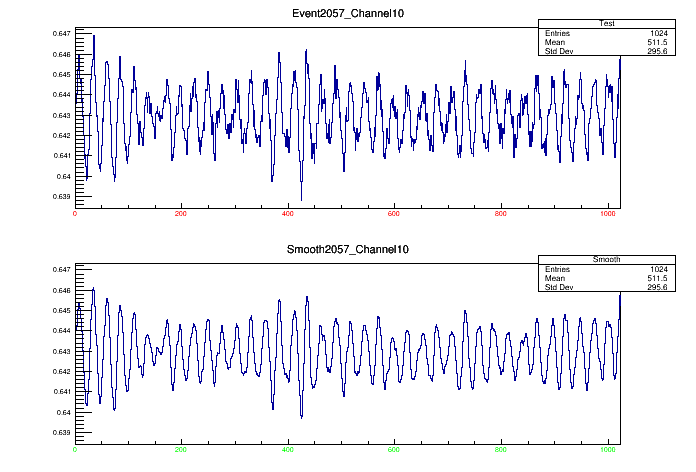 Event2057_Channel10
Test
Entries 1024
Mean 511.5
Std Dev 295.6
0.647
0.646
0.645
0.644
0.643
0.642
0.641
0.64
0.639
0 200 400 600 800 1000
Smooth2057_Channel10
Smooth
Entries 1024
Mean 511.5
Std Dev 295.6
0.647
0.646
0.645
0.644
0.643
0.642
0.641
0.64
0.639
0 200 400 600 800 1000